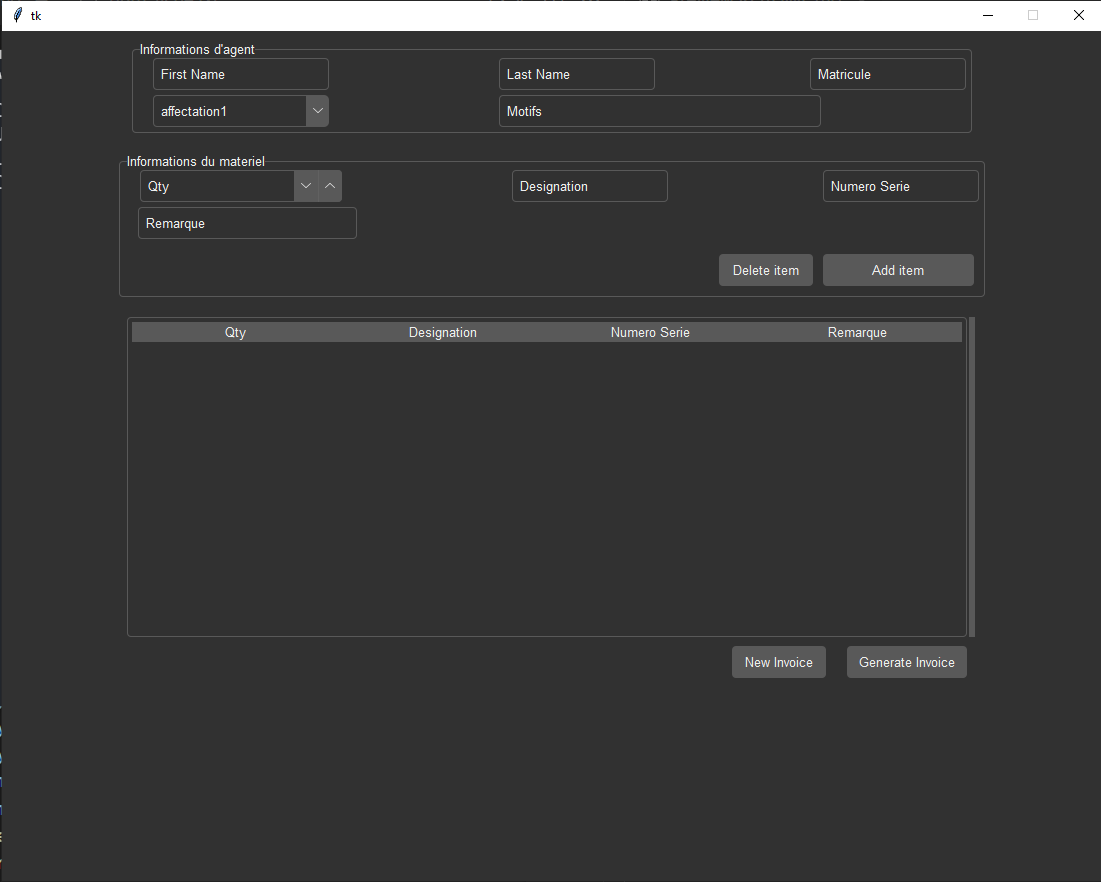 tk
Informations d'agent
First Name Last Name Matricule
affectation1 Motifs
Informations du materiel
Qty Designation Numero Serie
Remarque
Delete item Add item
Qty Designation Numero Serie Remarque
New Invoice Generate Invoice